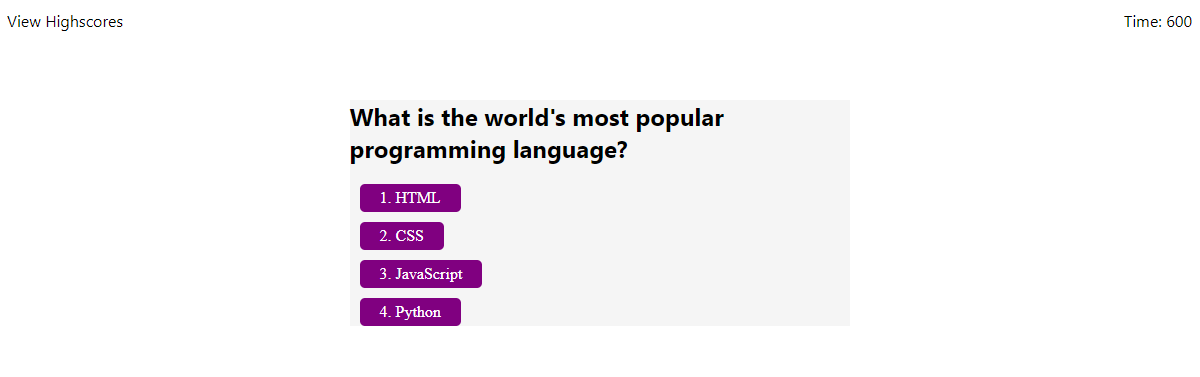 View Highscores
Time: 600
What is the world's most popular
programming language?
1. HTML
2. CSS
3. JavaScript
4. Python